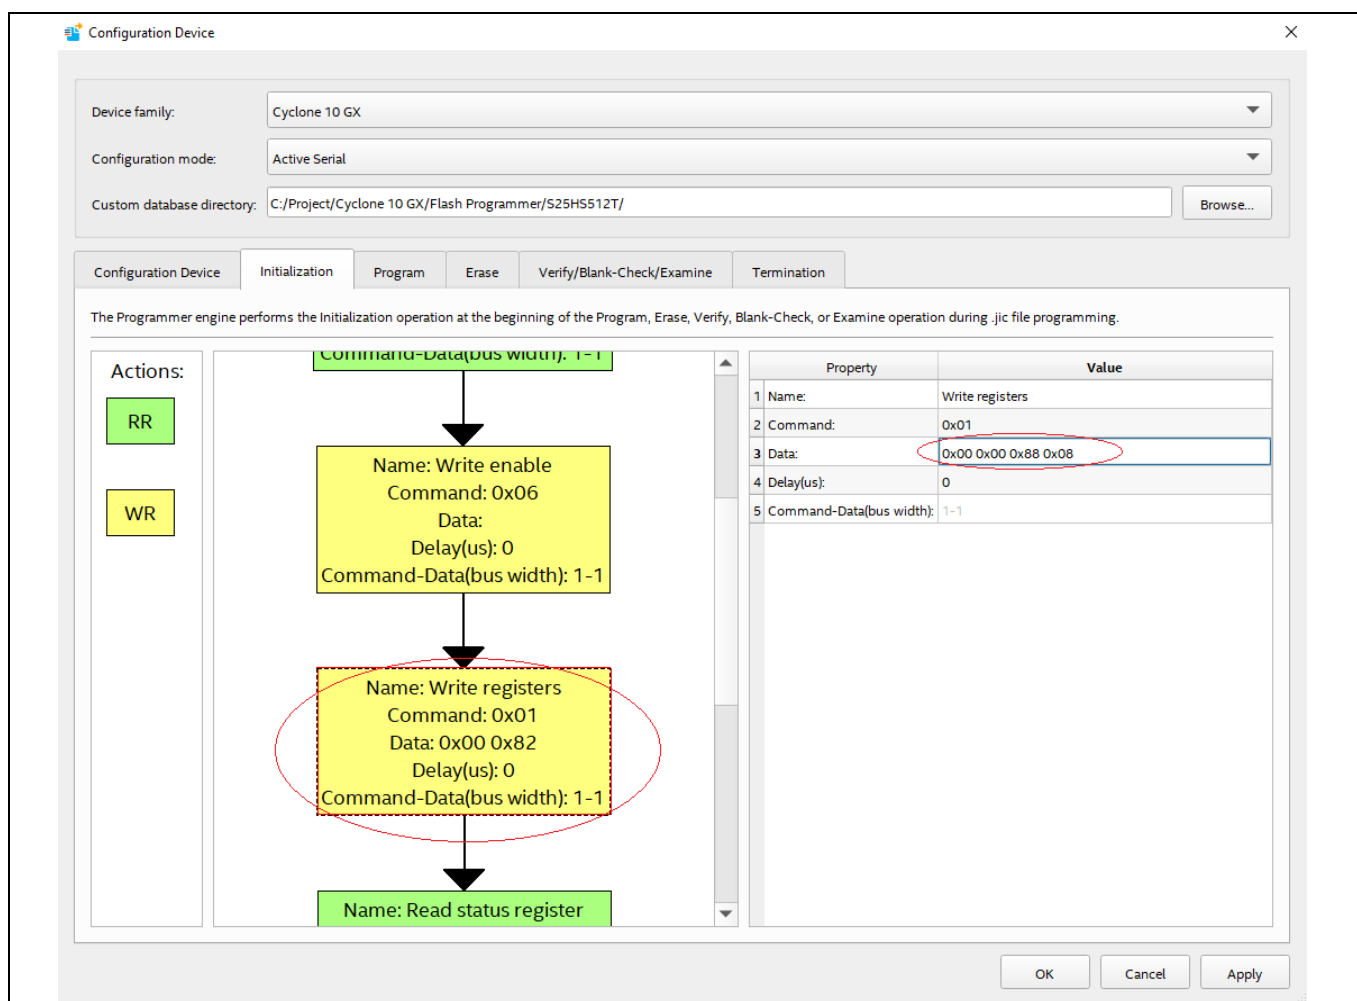 Configuration Device
Device family:
Cyclone 10 GX
Configuration mode:
Active Serial
Custom database directory:
C:/Project/Cyclone 10 GX/Flash Programmer/S25HS512T/
Browse...
Configuration Device
Initialization
Program
Erase
Verify/Blank-Check/Examine
Termination
The Programmer engine performs the Initialization operation at the beginning of the Program, Erase, Verify, Blank-Check, or Examine operation during .jic file programming.
Actions:
RR
WR
Command-Data(bus width): 1-1
Name: Write enable
Command: 0x06
Data:
Delay(us): 0
Command-Data(bus width): 1-1
Name: Write registers
Command: 0x01
Data: 0x00 0x82
Delay(us): 0
Command-Data(bus width): 1-1
Name: Read status register
Property Value
1 Name: Write registers
2 Command: 0x01
3 Data: 0x00 0x00 0x88 0x08
4 Delay(us): 0
5 Command-Data(bus width): 1-1
OK
Cancel
Apply